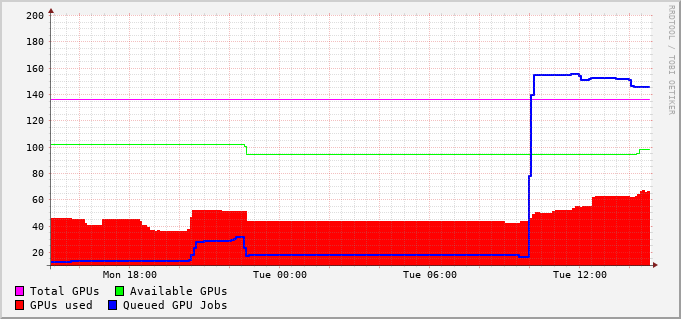 200
180
160
140
120
100
80
60
40
20
Mon 18:00 Tue 00:00 Tue 06:00 Tue 12:00
Total GPUs Available GPUs
GPUs used Queued GPU Jobs
RRDTOOL / TOBI OETIKER